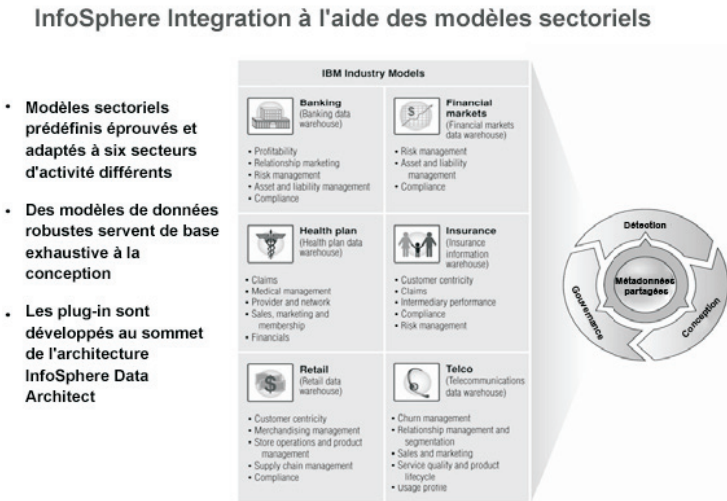 InfoSphere Integration à l'aide des modèles sectoriels
• Modèles sectoriels
prédéfinis éprouvés et
adaptés à six secteurs
d'activité différents
• Des modèles de données
robustes servent de base
exhaustive à la
conception
• Les plug-in sont
développés au sommet
de l'architecture
InfoSphere Data
Architect
IBM Industry Models
Banking
(Banking data
warehouse)
• Profitability
• Relationship marketing
• Risk management
• Asset and liability management
• Compliance
Financial
markets
(Financial markets
data warehouse)
• Risk management
• Asset and liability
management
• Compliance
Health plan
(Health plan data
warehouse)
• Claims
• Medical management
• Provider and network
• Sales, marketing and
membership
• Financials
Insurance
(Insurance
information
warehouse)
• Customer centricity
• Claims
• Intermediary performance
• Compliance
• Risk management
Retail
(Retail data
warehouse)
• Customer centricity
• Merchandising management
• Store operations and product
management
• Supply chain management
• Compliance
Telco
(Telecommunications
data warehouse)
• Churn management
• Relationship management and
segmentation
• Sales and marketing
• Service quality and product
lifecycle
• Usage profile
Détection
Métadonnées
partagées
Gouvernance
Conception